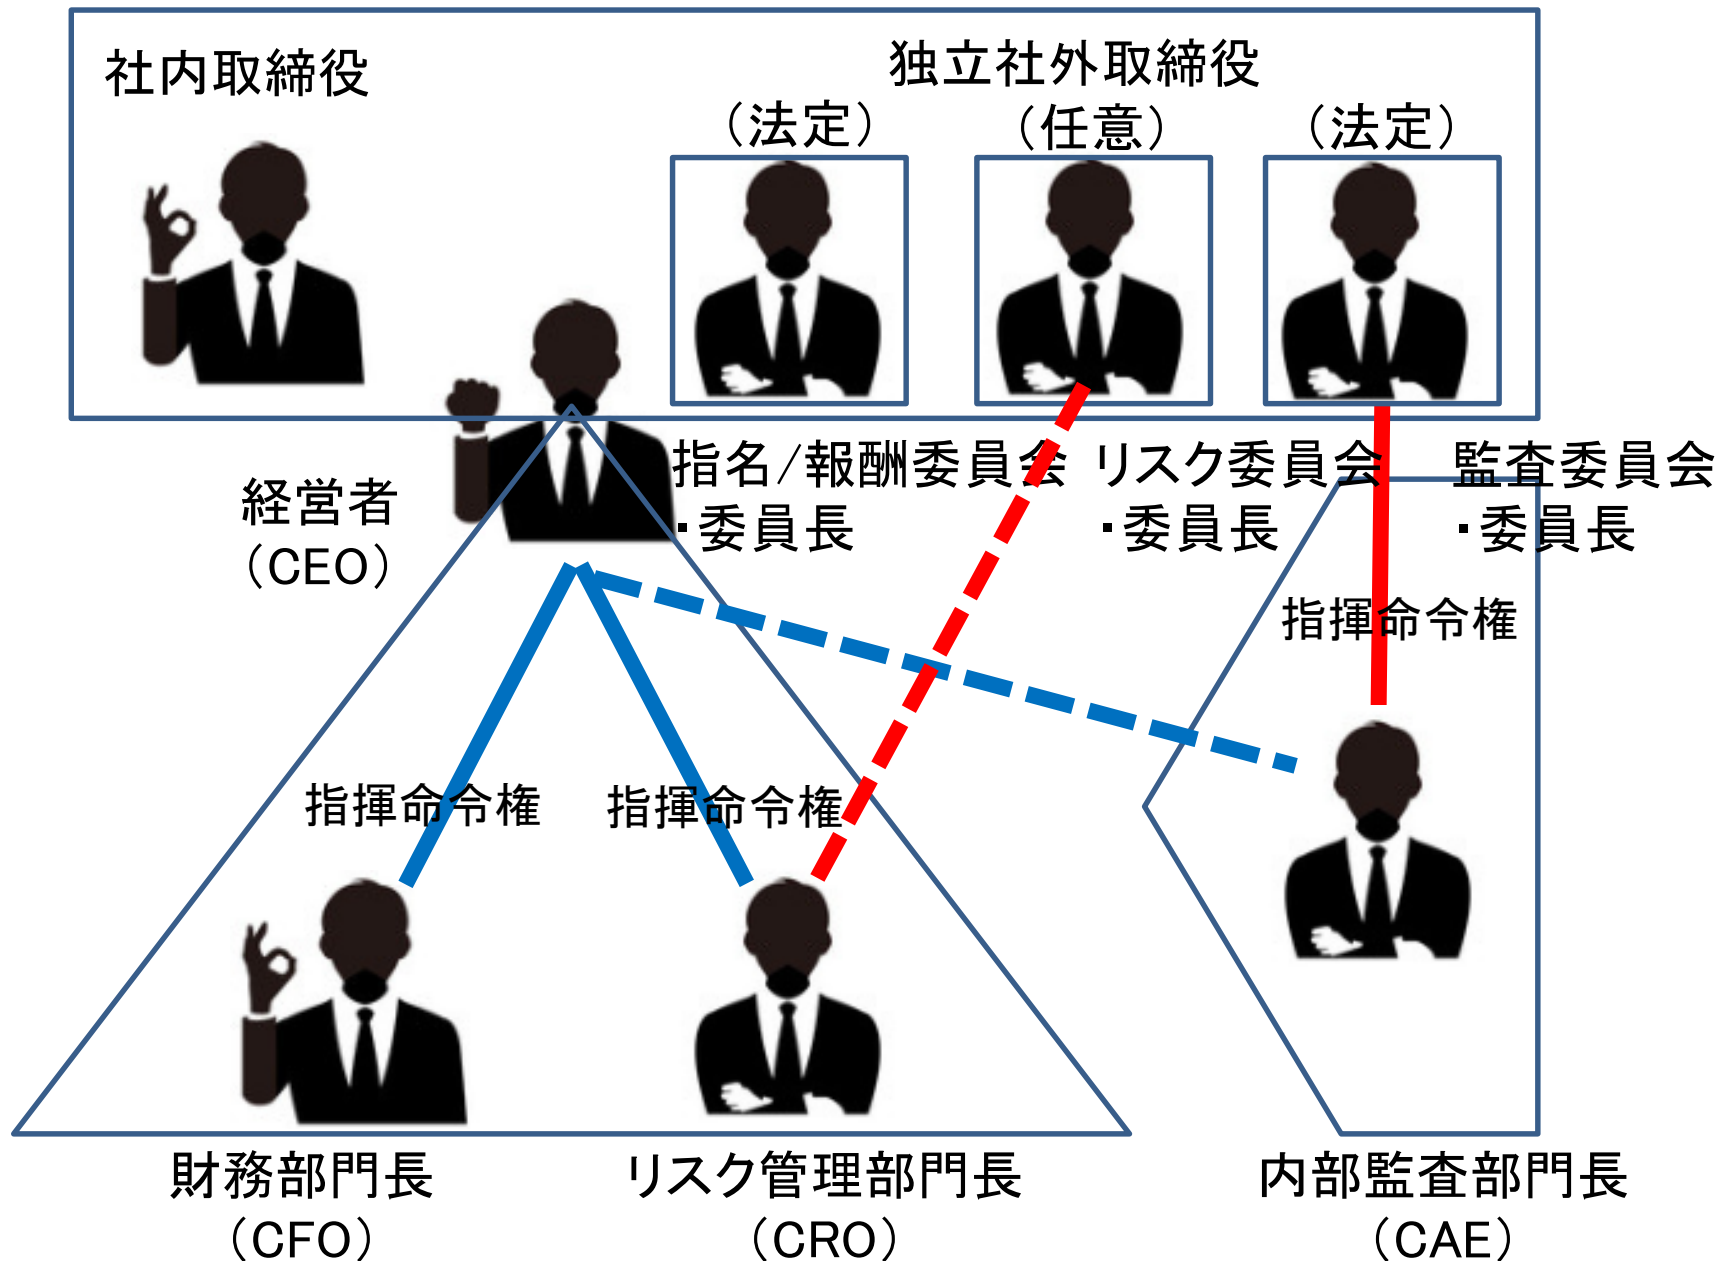 社内取締役
独立社外取締役
（法定）
（任意）
（法定）
経営者
（CEO）
指名/報酬委員会
・委員長
リスク委員会
・委員長
監査委員会
・委員長
指揮命令権
指揮命令権
指揮命令権
財務部門長
（CFO）
リスク管理部門長
（CRO）
内部監査部門長
（CAE）